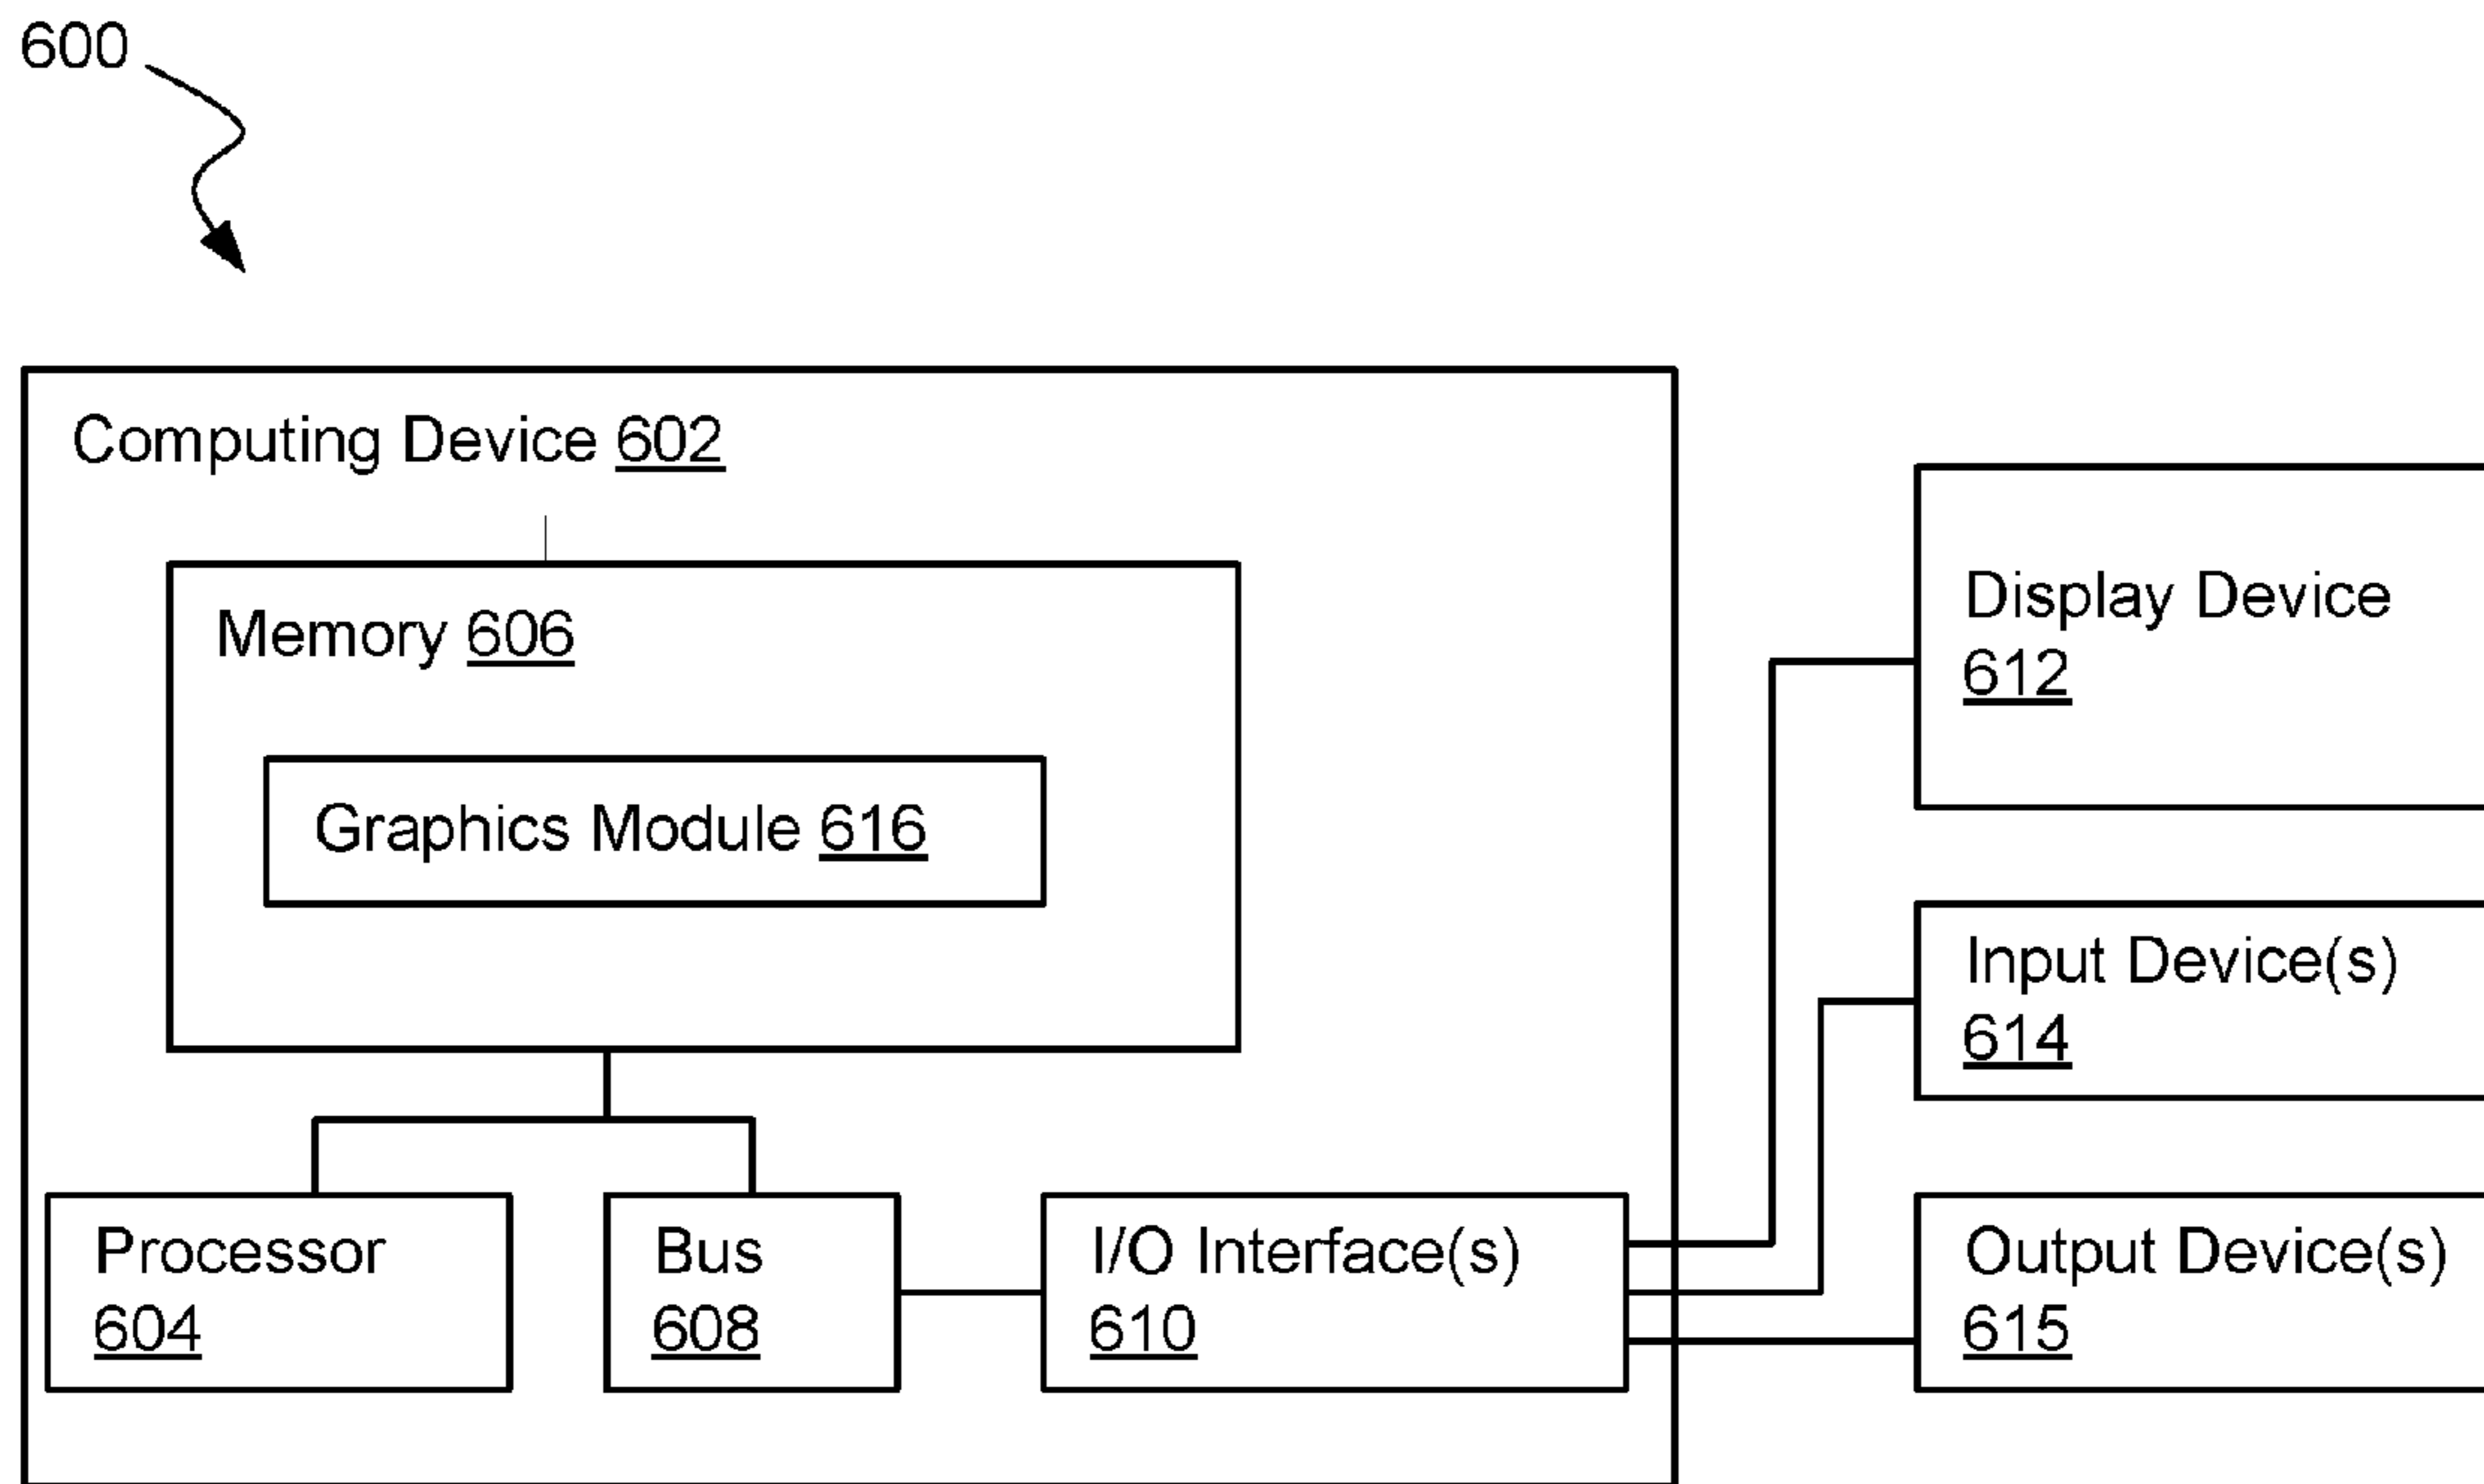 600
Computing Device 602
Memory 606
Graphics Module 616
Processor
604
Bus
608
I/O Interface(s)
610
Display Device
612
Input Device(s)
614
Output Device(s)
615